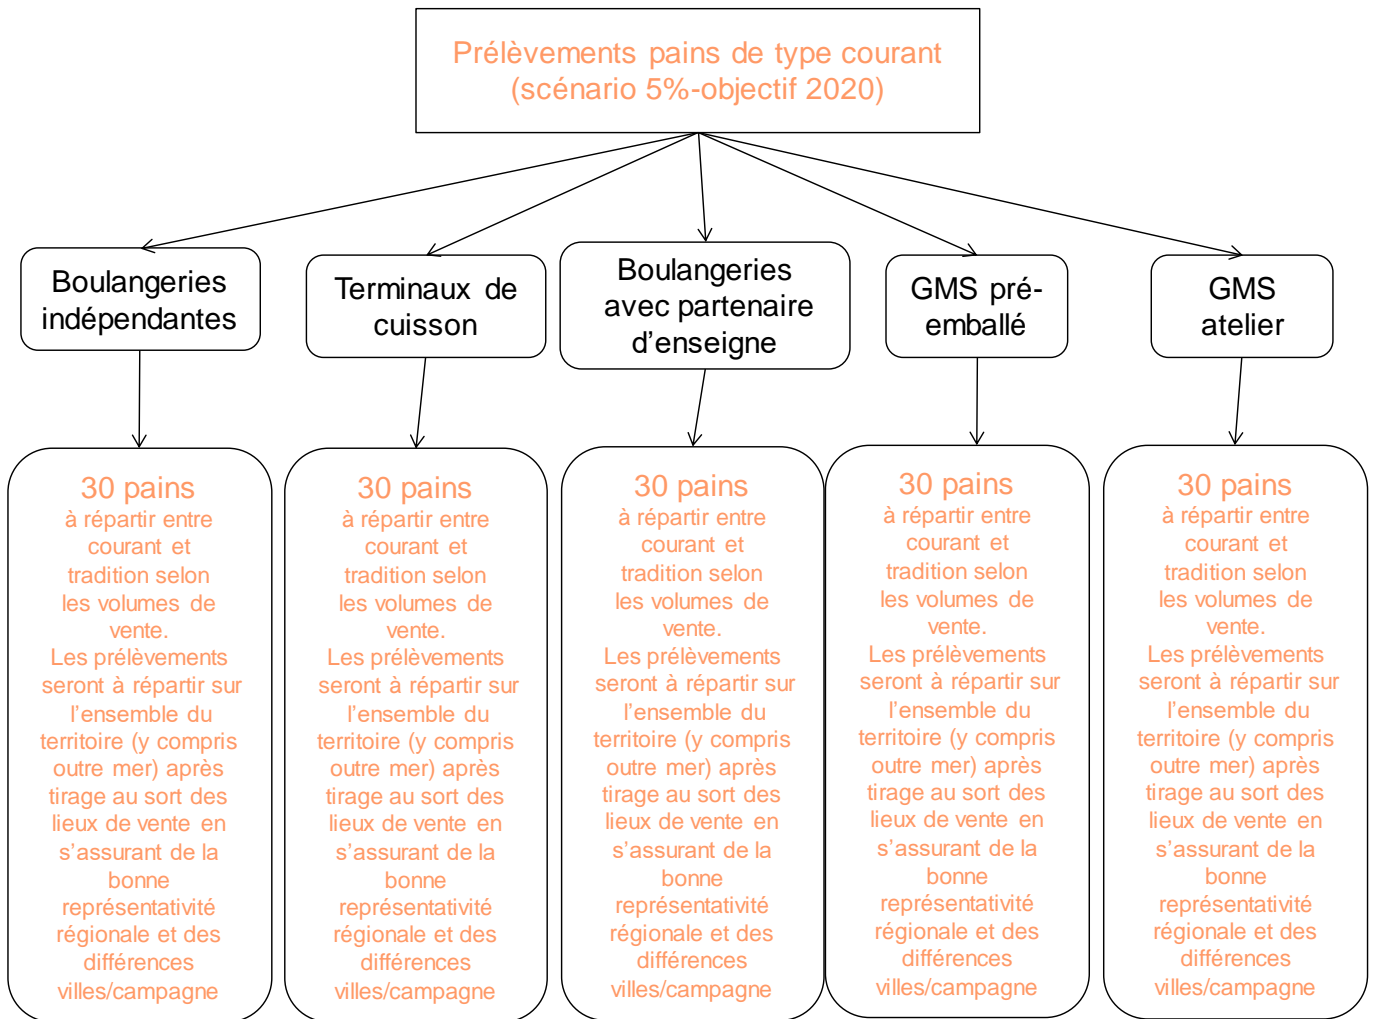 Prélèvements pains de type courant
(scénario 5%-objectif 2020)
Boulangeries
indépendantes
Terminaux de
cuisson
Boulangeries
avec partenaire
d'enseigne
GMS pré-
emballé
GMS
atelier
30 pains
à répartir entre
courant et
tradition selon
les volumes de
vente.
Les prélèvements
seront à répartir sur
l'ensemble du
territoire (y compris
outre mer) après
tirage au sort des
lieux de vente en
s'assurant de la
bonne
représentativité
régionale et des
différences
villes/campagne
30 pains
à répartir entre
courant et
tradition selon
les volumes de
vente.
Les prélèvements
seront à répartir sur
l'ensemble du
territoire (y compris
outre mer) après
tirage au sort des
lieux de vente en
s'assurant de la
bonne
représentativité
régionale et des
différences
villes/campagne
30 pains
à répartir entre
courant et
tradition selon
les volumes de
vente.
Les prélèvements
seront à répartir sur
l'ensemble du
territoire (y compris
outre mer) après
tirage au sort des
lieux de vente en
s'assurant de la
bonne
représentativité
régionale et des
différences
villes/campagne
30 pains
à répartir entre
courant et
tradition selon
les volumes de
vente.
Les prélèvements
seront à répartir sur
l'ensemble du
territoire (y compris
outre mer) après
tirage au sort des
lieux de vente en
s'assurant de la
bonne
représentativité
régionale et des
différences
villes/campagne
30 pains
à répartir entre
courant et
tradition selon
les volumes de
vente.
Les prélèvements
seront à répartir sur
l'ensemble du
territoire (y compris
outre mer) après
tirage au sort des
lieux de vente en
s'assurant de la
bonne
représentativité
régionale et des
différences
villes/campagne